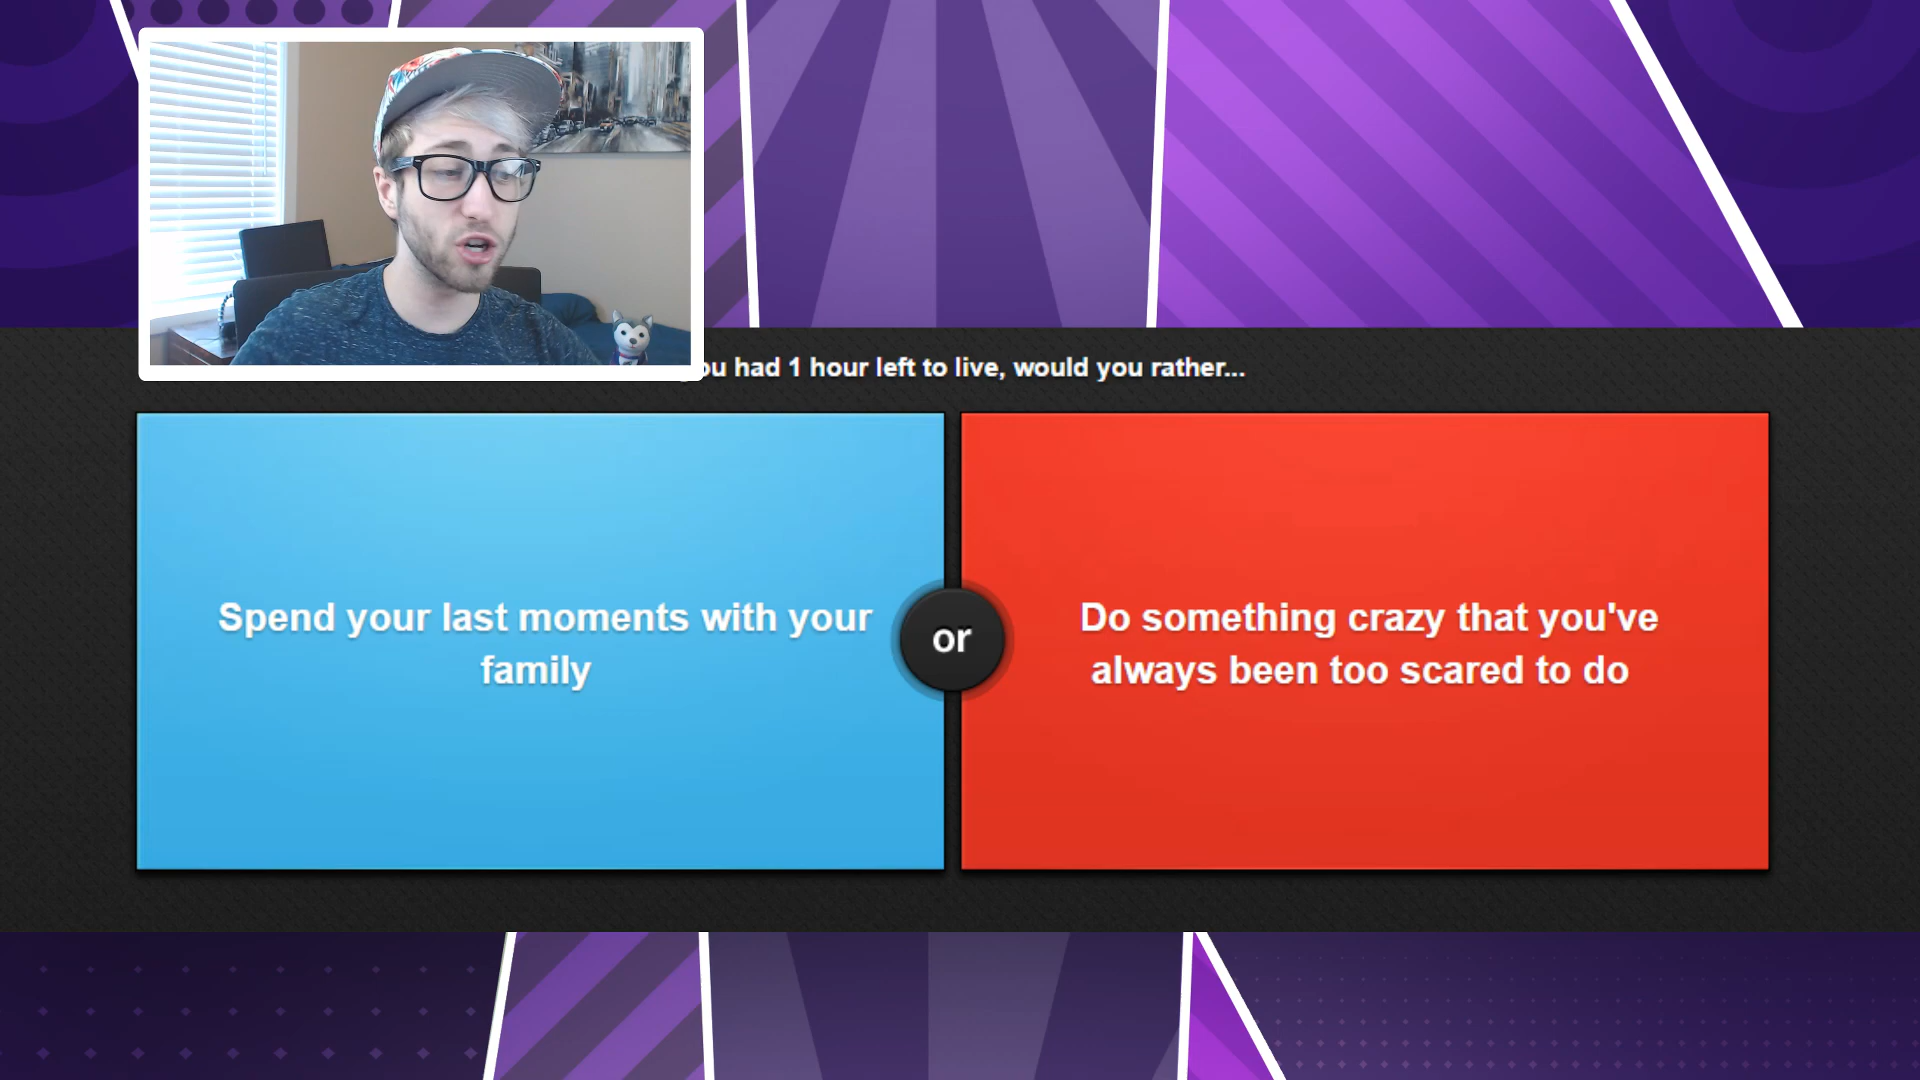 had 1 hour left to live, would you rather...
Spend your last moments with your
family
or
Do something crazy that you've
always been too scared to do